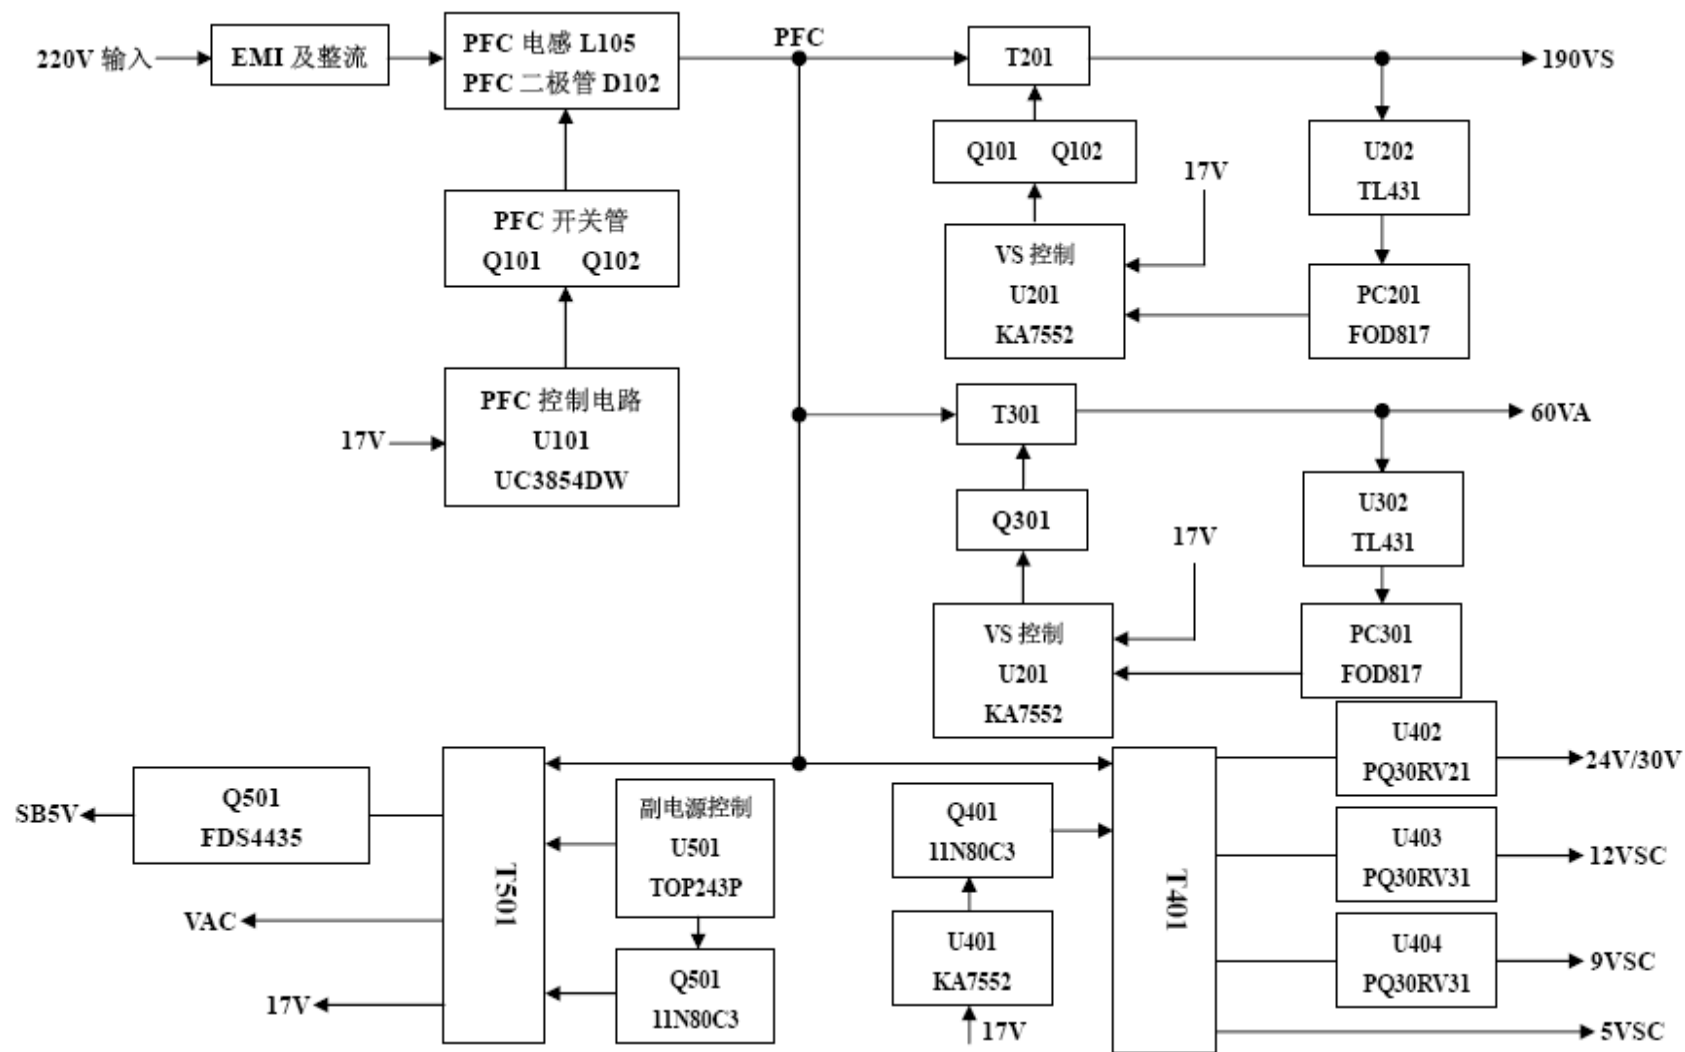 220V 输入
EMI 及整流
PFC 电感 L105
PFC 二极管 D102
PFC
T201
190VS
Q101 Q102
U202
TL431
17V
PFC 开关管
Q101 Q102
VS 控制
U201
KA7552
PC201
FOD817
PFC 控制电路
U101
UC3854DW
17V
T301
60VA
Q301
U302
TL431
17V
VS 控制
U201
KA7552
PC301
FOD817
SB5V
Q501
FDS4435
T501
副电源控制
U501
TOP243P
Q401
11N80C3
T401
U402
PQ30RV21
24V/30V
U403
PQ30RV31
12VSC
VAC
17V
Q501
11N80C3
U401
KA7552
17V
U404
PQ30RV31
9VSC
5VSC